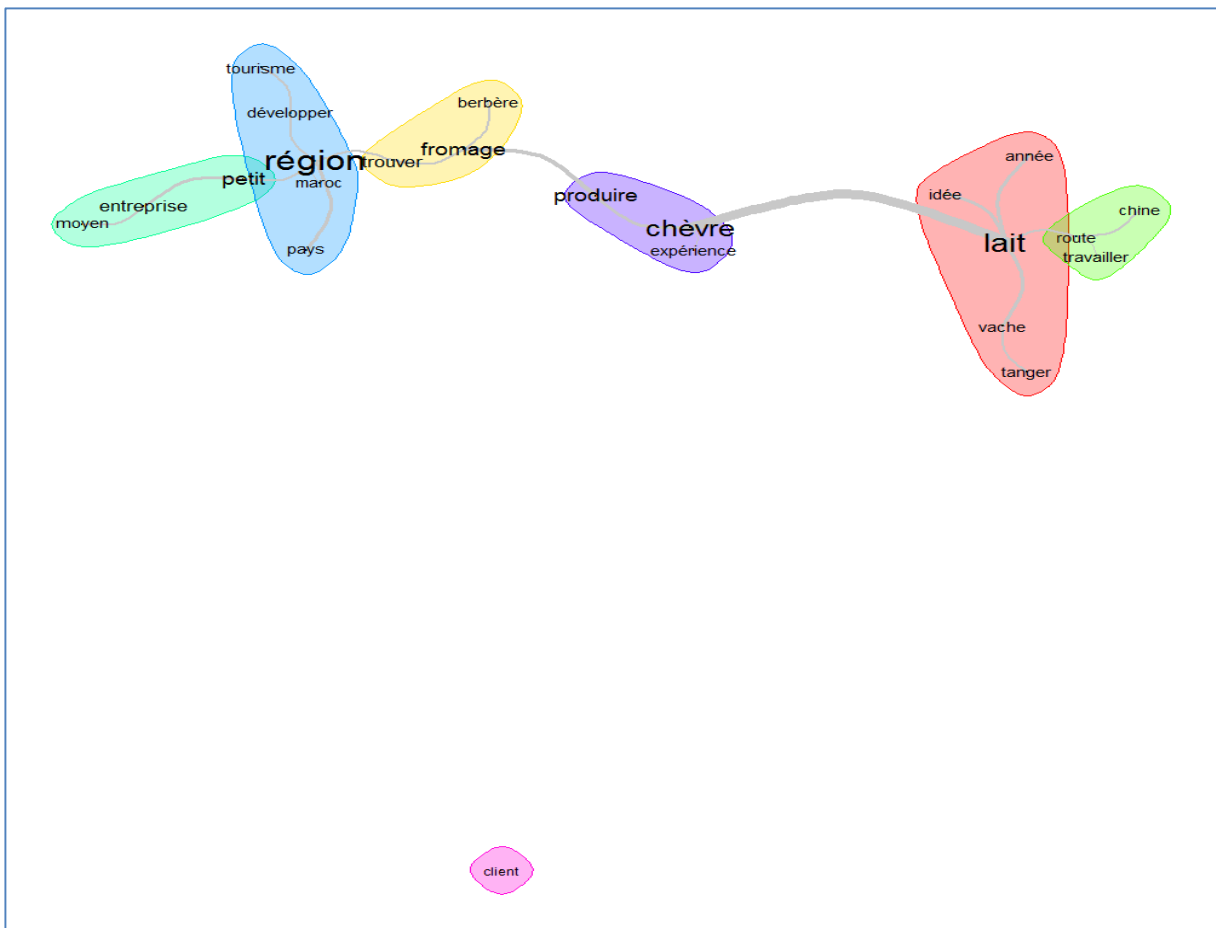 tourisme
développer
région
maroc
pays
petit
entreprise
moyen
trouver
fromage
berbère
produire
chèvre
expérience
année
idée
lait
vache
tanger
route
chine
travailler
client